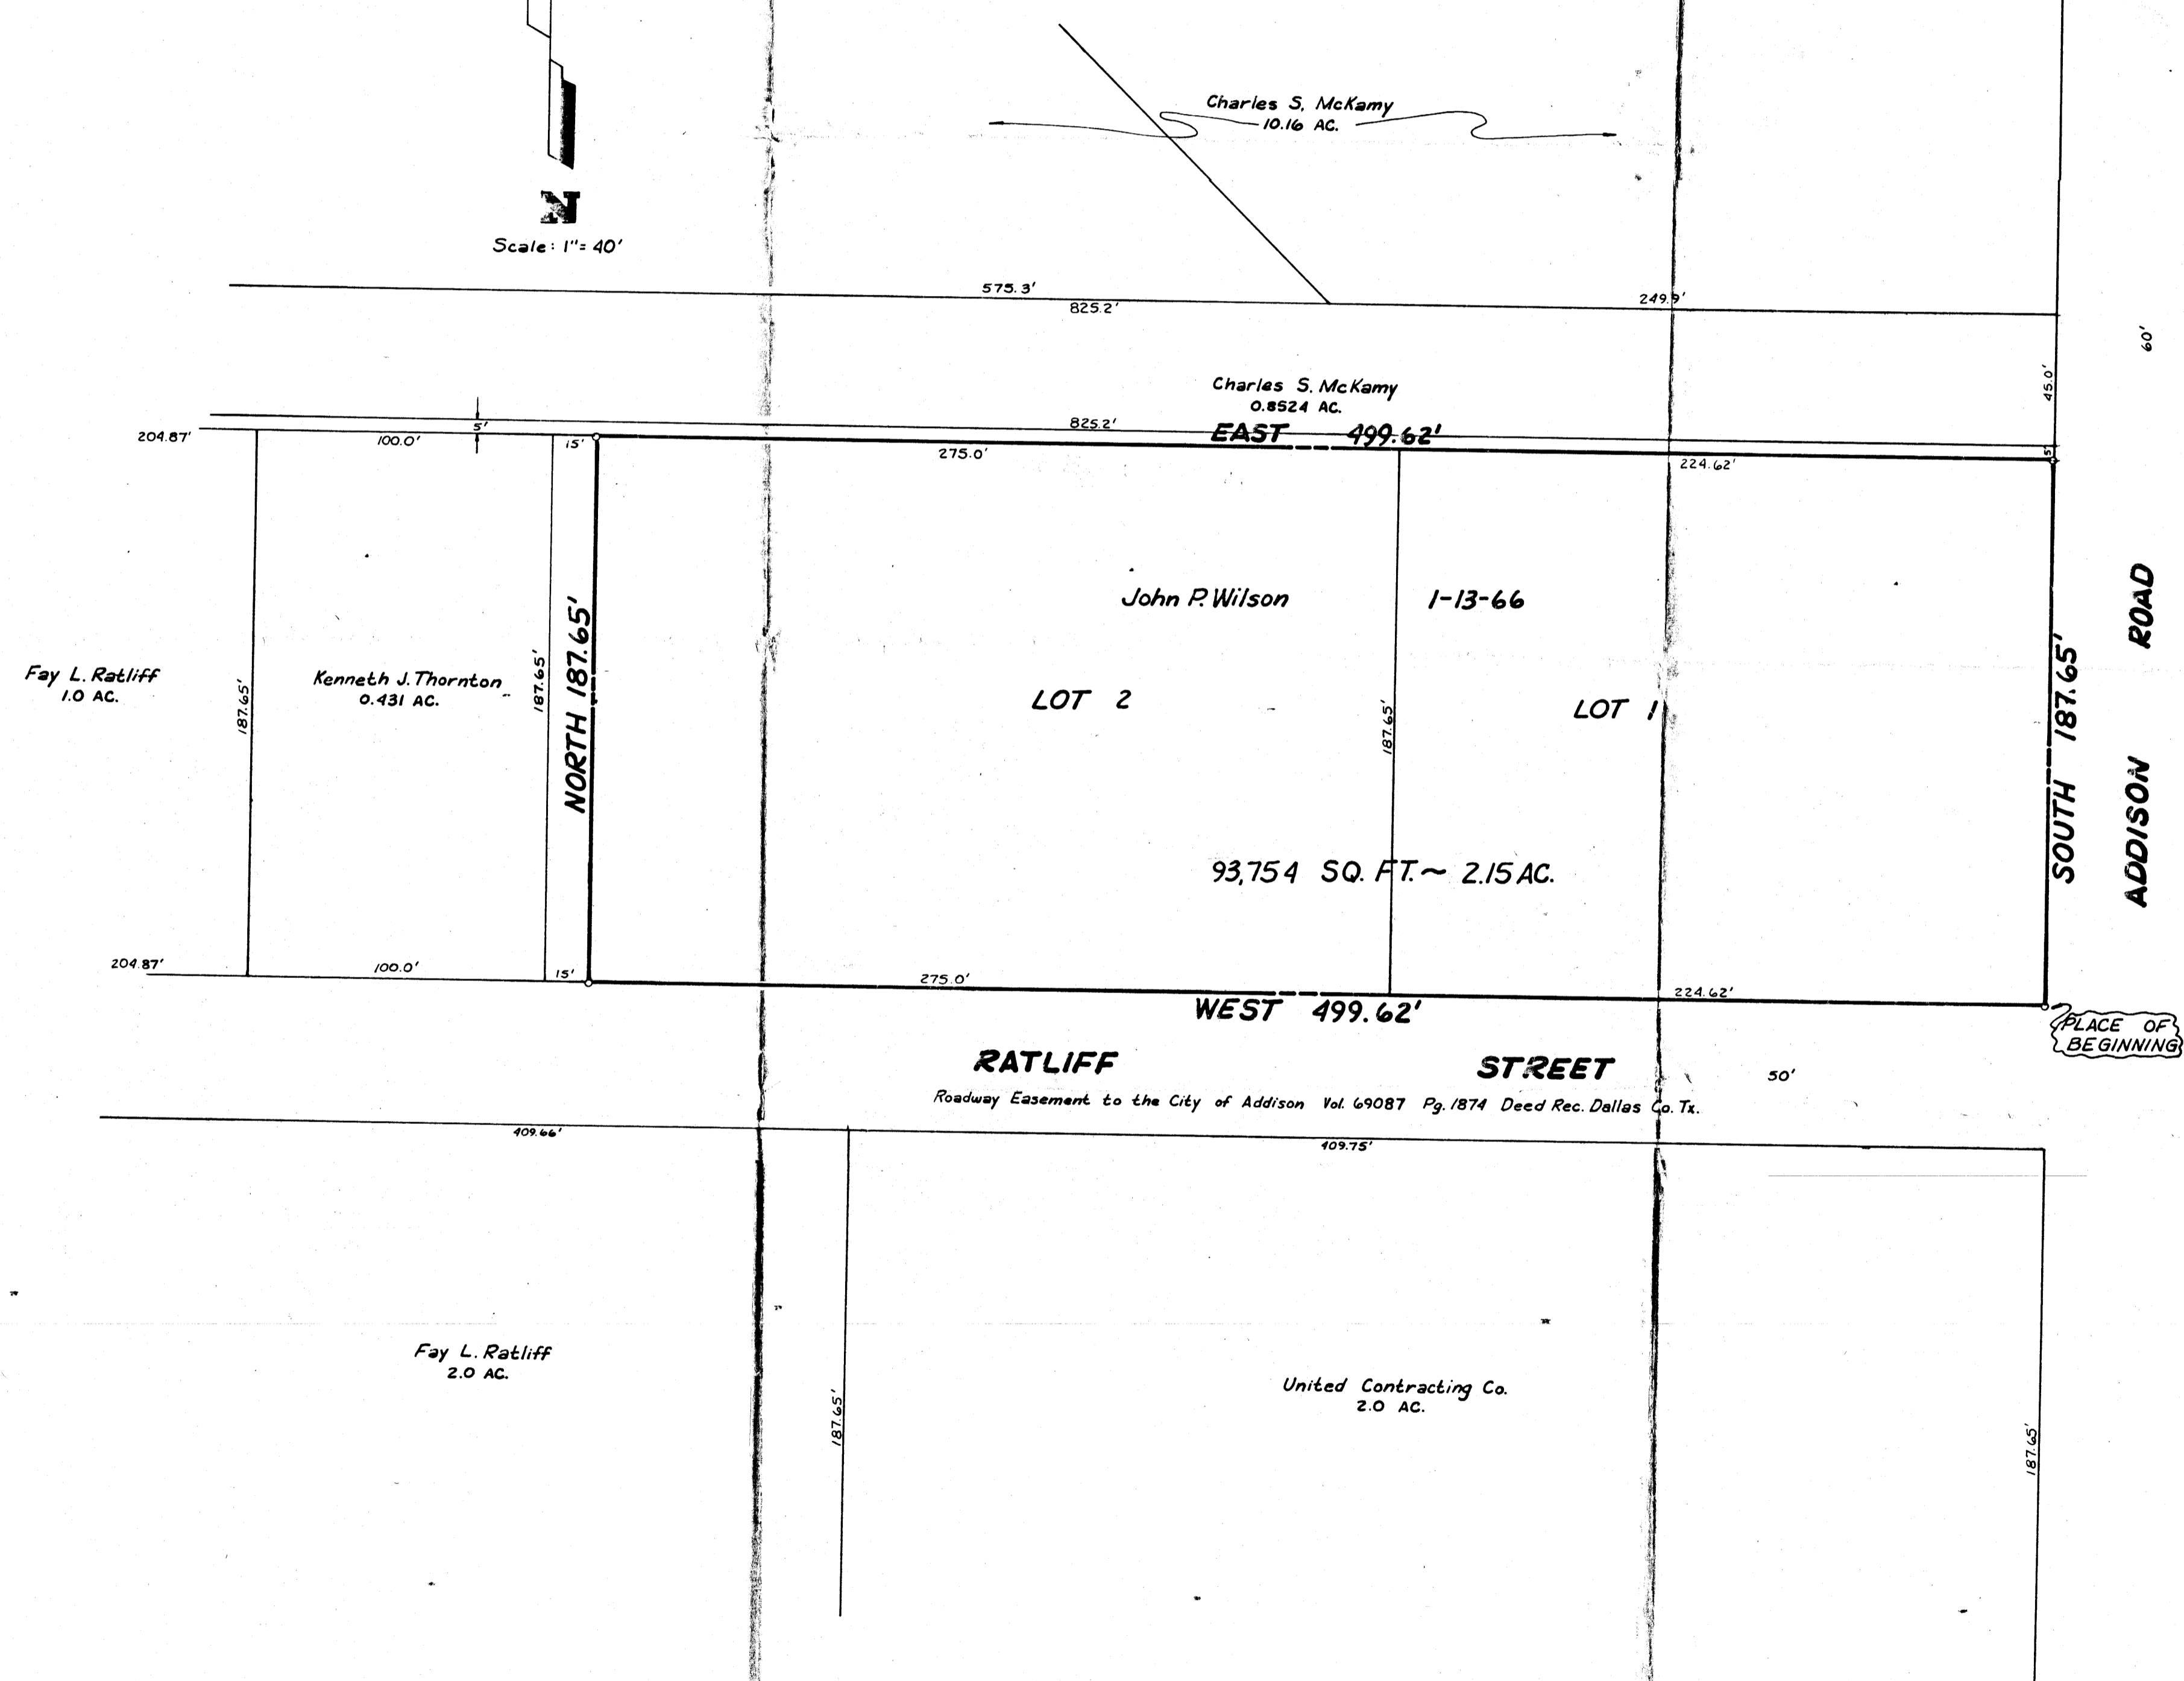 Charles S. McKamy
10.16 AC.
N
Scale: 1"= 40'
575.3'
249.9'
825.2'
60'
45.0'
Charles S. McKamy
0.8524 AC.
825.2'
5'
EAST 499.62'
204.87'
100.0'
15'
275.0'
224.62'
5'
John P. Wilson 1-13-66
Fay L. Ratliff
1.0 AC.
187.65'
Kenneth J. Thornton
0.431 AC.
187.65'
NORTH 187.65'
LOT 2
187.65'
LOT 1
SOUTH 187.65'
ADDISON ROAD
93,754 SQ. FT. ~ 2.15 AC.
204.87'
100.0'
15'
275.0'
224.62'
WEST 499.62'
PLACE OF
BEGINNING
RATLIFF STREET
50'
Roadway Easement to the City of Addison Vol. 69087 Pg. 1874 Deed Rec. Dallas Co. Tx.
409.66'
409.75'
Fay L. Ratliff
2.0 AC.
187.65'
United Contracting Co.
2.0 AC.
187.65'